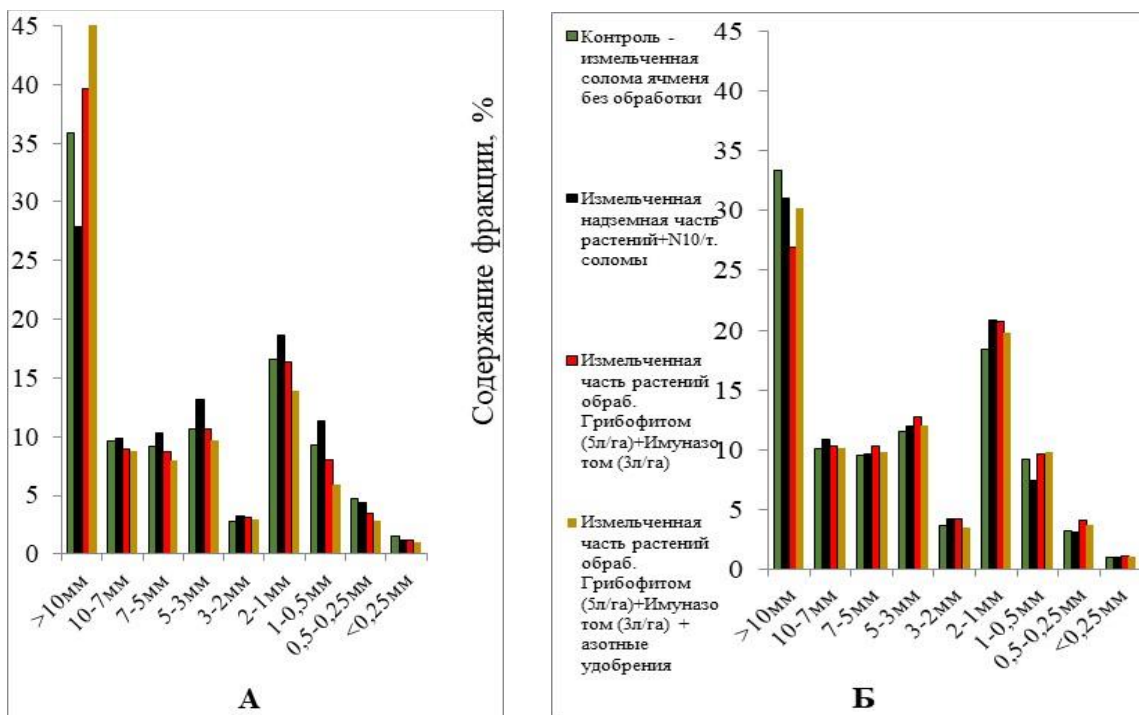 45
40
35
30
25
20
15
10
5
0
>10мм
10-7мм
7-5мм
5-3мм
3-2мм
2-1мм
1-0,5мм
0,5-0,25мм
<0,25мм
А
Содержание фракции, %
Контроль -
измельченная
солома ячменя
без обработки
Измельченная
надземная часть
растений+N10/т.
соломы
Измельченная
часть растений
обраб.
Грибофитом
(5л/га)+Имуназо
том (3л/га)
Измельченная
часть растений
обраб.
Грибофитом
(5л/га)+Имуназо
том (3л/га) +
азотные
удобрения
45
40
35
30
25
20
15
10
5
0
>10мм
10-7мм
7-5мм
5-3мм
3-2мм
2-1мм
1-0,5мм
0,5-0,25мм
<0,25мм
Б